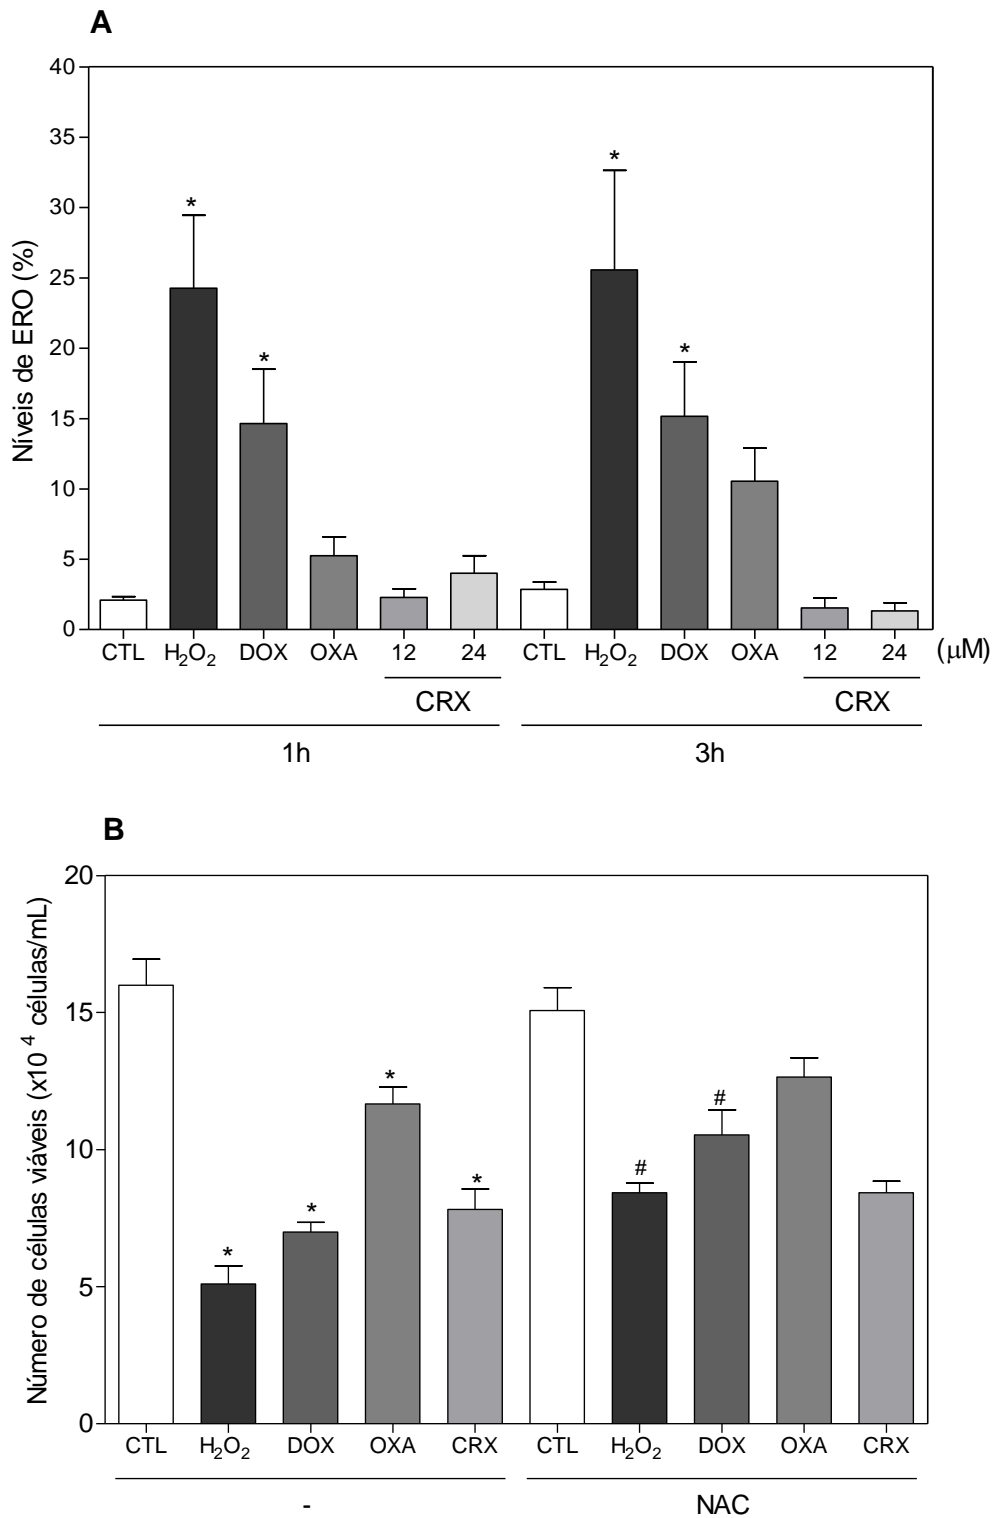 A
Níveis de ERO (%)
40
35
30
25
20
15
10
5
0
* * * *
CTL H₂O₂ DOX OXA 12 24 CTL H₂O₂ DOX OXA 12 24 (μM)
CRX CRX
1h 3h
B
Número de células viáveis (x10 ⁴ células/mL)
20
15
10
5
0
* * * * # #
CTL H₂O₂ DOX OXA CRX CTL H₂O₂ DOX OXA CRX
- NAC